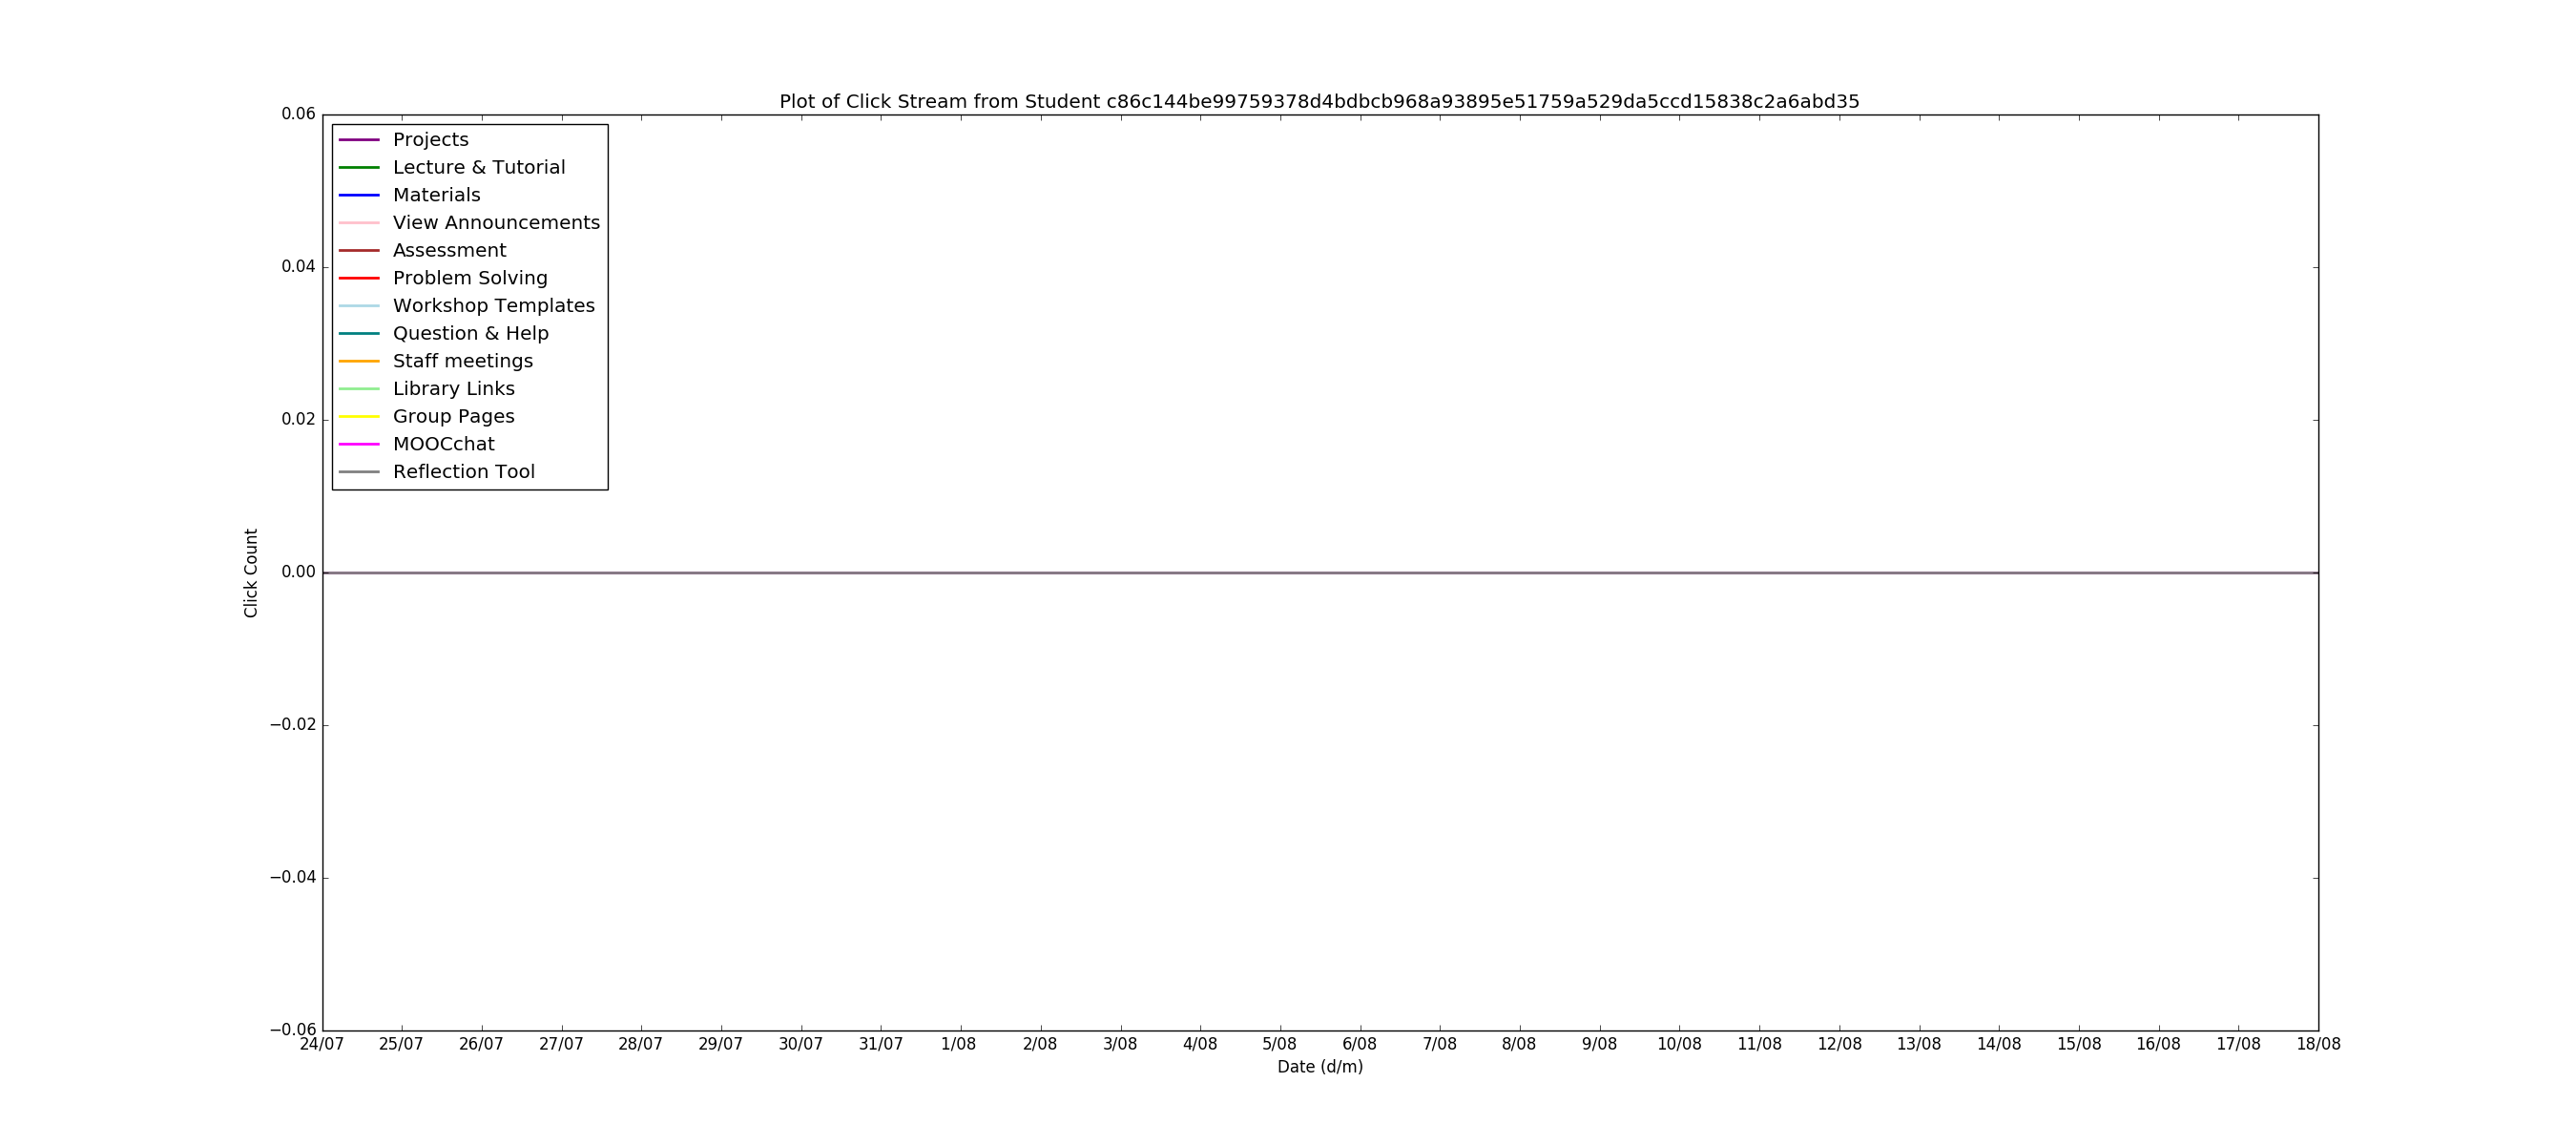 Plot of Click Stream from Student c86c144be99759378d4bdbcb968a93895e51759a529da5ccd15838c2a6abd35
0.06
0.04
0.02
0.00
−0.02
−0.04
−0.06
Click Count
Projects
Lecture & Tutorial
Materials
View Announcements
Assessment
Problem Solving
Workshop Templates
Question & Help
Staff meetings
Library Links
Group Pages
MOOCchat
Reflection Tool
24/07 25/07 26/07 27/07 28/07 29/07 30/07 31/07 1/08 2/08 3/08 4/08 5/08 6/08 7/08 8/08 9/08 10/08 11/08 12/08 13/08 14/08 15/08 16/08 17/08 18/08
Date (d/m)